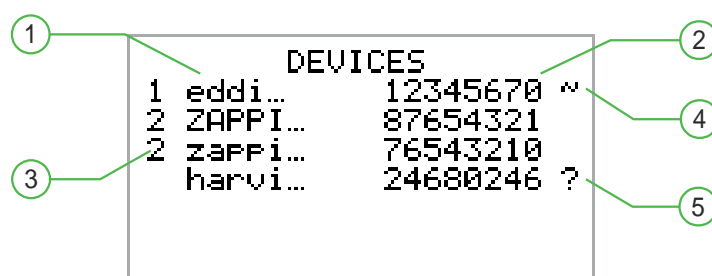 1
2
DEVICES
1 eddi… 12345670 ~
4
2 ZAPPI… 87654321
2 zappi… 76543210
3
harvi… 24680246 ?
5